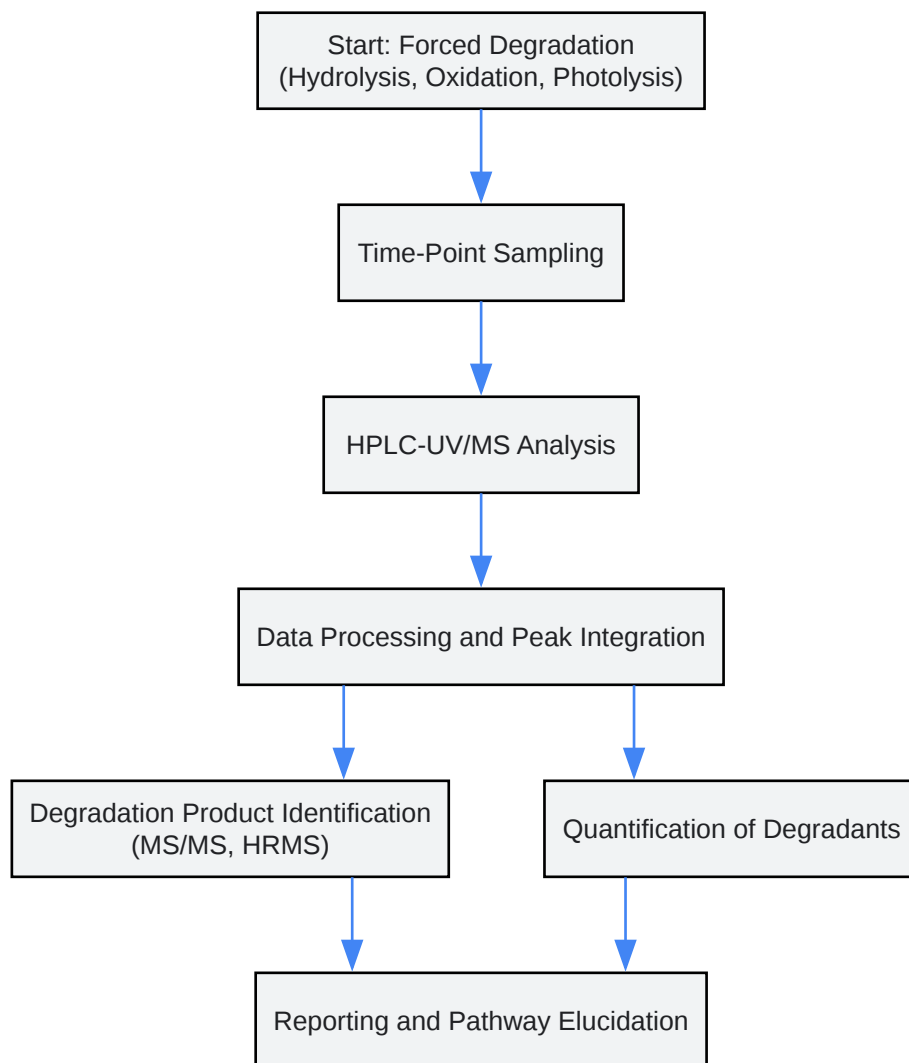 Start: Forced Degradation
(Hydrolysis, Oxidation, Photolysis)
Time-Point Sampling
HPLC-UV/MS Analysis
Data Processing and Peak Integration
Degradation Product Identification
(MS/MS, HRMS)
Quantification of Degradants
Reporting and Pathway Elucidation